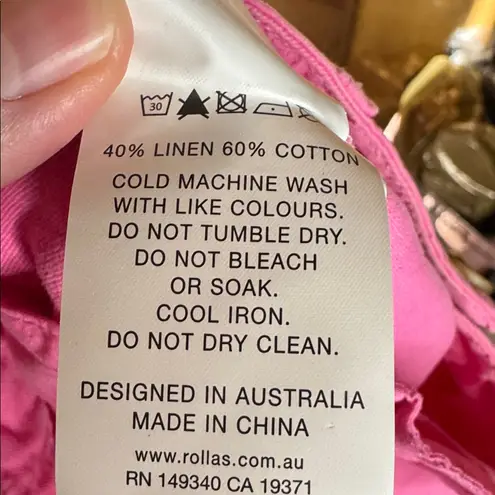 30
40% LINEN 60% COTTON
COLD MACHINE WASH
WITH LIKE COLOURS.
DO NOT TUMBLE DRY.
DO NOT BLEACH
OR SOAK.
COOL IRON.
DO NOT DRY CLEAN.
DESIGNED IN AUSTRALIA
MADE IN CHINA
www.rollas.com.au
RN 149340 CA 19371